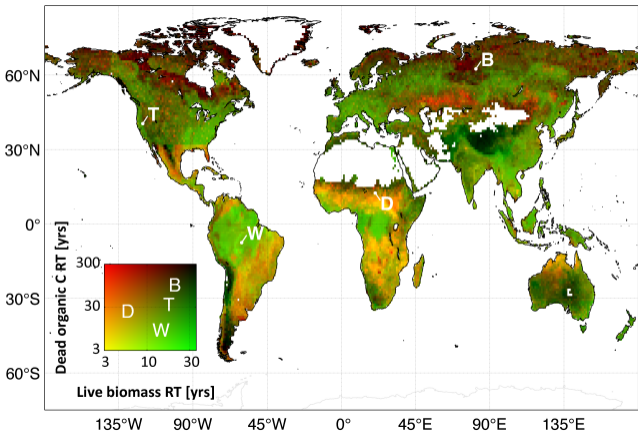 60°N
30°N
0°
30°S
60°S
B
T
D
W
Dead organic C RT [yrs]
300
30
3
B
T
D
W
3 10 30
Live biomass RT [yrs]
135°W 90°W 45°W 0° 45°E 90°E 135°E